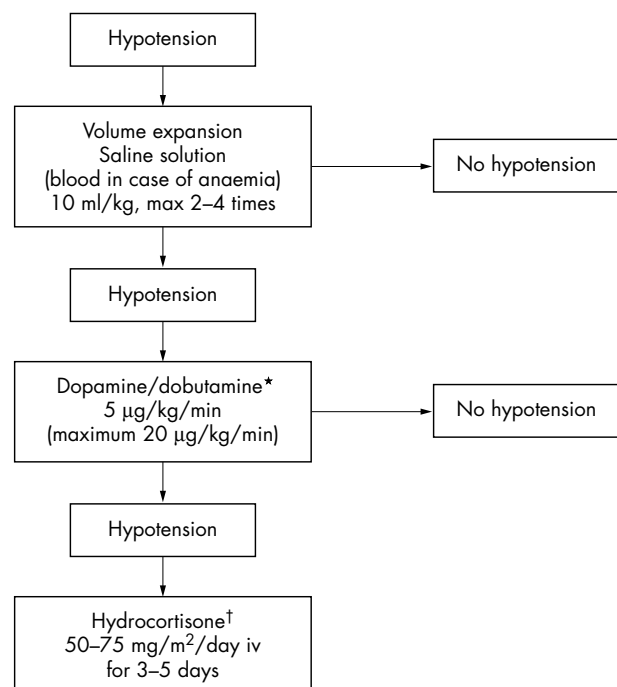 Hypotension
Volume expansion
Saline solution
(blood in case of anaemia)
10 ml/kg, max 2–4 times
No hypotension
Hypotension
Dopamine/dobutamine★
5 μg/kg/min
(maximum 20 μg/kg/min)
No hypotension
Hypotension
Hydrocortisone†
50–75 mg/m²/day iv
for 3–5 days